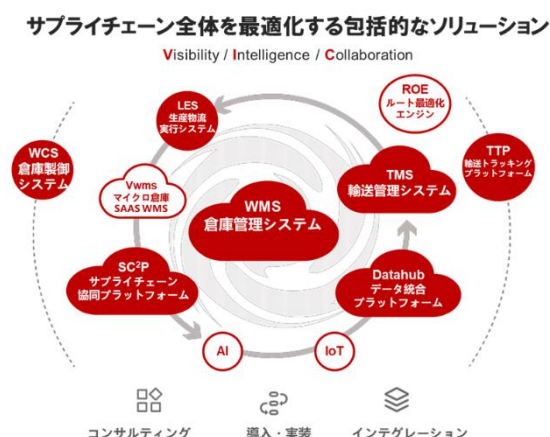 サプライチェーン全体を最適化する包括的なソリューション
Visibility / Intelligence / Collaboration
ROE
ルート最適化
エンジン
LES
生産物流
実行システム
WCS
倉庫制御
システム
TTP
輸送トラッキング
プラットフォーム
TMS
輸送管理システム
Vwms
マイクロ倉庫
SAAS WMS
WMS
倉庫管理システム
SC²P
サプライチェーン
協同プラットフォーム
Datahub
データ統合
プラットフォーム
AI
IoT
コンサルティング
導入・実装
インテグレーション